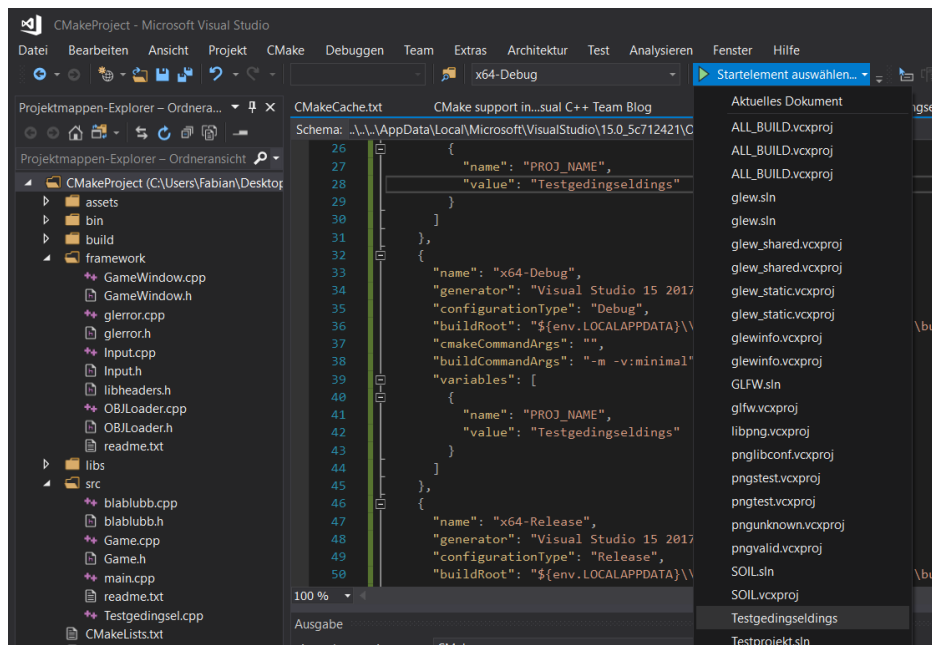 CMakeProject - Microsoft Visual Studio
Datei Bearbeiten Ansicht Projekt CMake Debuggen Team Extras Architektur Test Analysieren Fenster Hilfe
x64-Debug Startelement auswählen...
Projektmappen-Explorer – Ordnera...
Projektmappen-Explorer – Ordneransicht
CMakeProject (C:\Users\Fabian\Desktop
assets
bin
build
framework
GameWindow.cpp
GameWindow.h
glerror.cpp
glerror.h
Input.cpp
Input.h
libheaders.h
OBJLoader.cpp
OBJLoader.h
readme.txt
libs
src
blablubb.cpp
blablubb.h
Game.cpp
Game.h
main.cpp
readme.txt
Testgedingsel.cpp
CMakeLists.txt
CMakeCache.txt CMake support in...sual C++ Team Blog
Schema: ..\..\..\AppData\Local\Microsoft\VisualStudio\15.0_5c712421\O
26 {
27 "name": "PROJ_NAME",
28 "value": "Testgedingseldings"
29 }
30 ]
31 },
32 {
33 "name": "x64-Debug",
34 "generator": "Visual Studio 15 2017
35 "configurationType": "Debug",
36 "buildRoot": "${env.LOCALAPPDATA}\\ \bu
37 "cmakeCommandArgs": "",
38 "buildCommandArgs": "-m -v:minimal"
39 "variables": [
40 {
41 "name": "PROJ_NAME",
42 "value": "Testgedingseldings"
43 }
44 ]
45 },
46 {
47 "name": "x64-Release",
48 "generator": "Visual Studio 15 2017
49 "configurationType": "Release",
50 "buildRoot": "${env.LOCALAPPDATA}\\ \bu
100 %
Ausgabe
Aktuelles Dokument
ALL_BUILD.vcxproj
ALL_BUILD.vcxproj
ALL_BUILD.vcxproj
glew.sln
glew.sln
glew_shared.vcxproj
glew_shared.vcxproj
glew_static.vcxproj
glew_static.vcxproj
glewinfo.vcxproj
glewinfo.vcxproj
GLFW.sln
glfw.vcxproj
libpng.vcxproj
pnglibconf.vcxproj
pngstest.vcxproj
pngtest.vcxproj
pngunknown.vcxproj
pngvalid.vcxproj
SOIL.sln
SOIL.vcxproj
Testgedingseldings
Testprojekt.sln